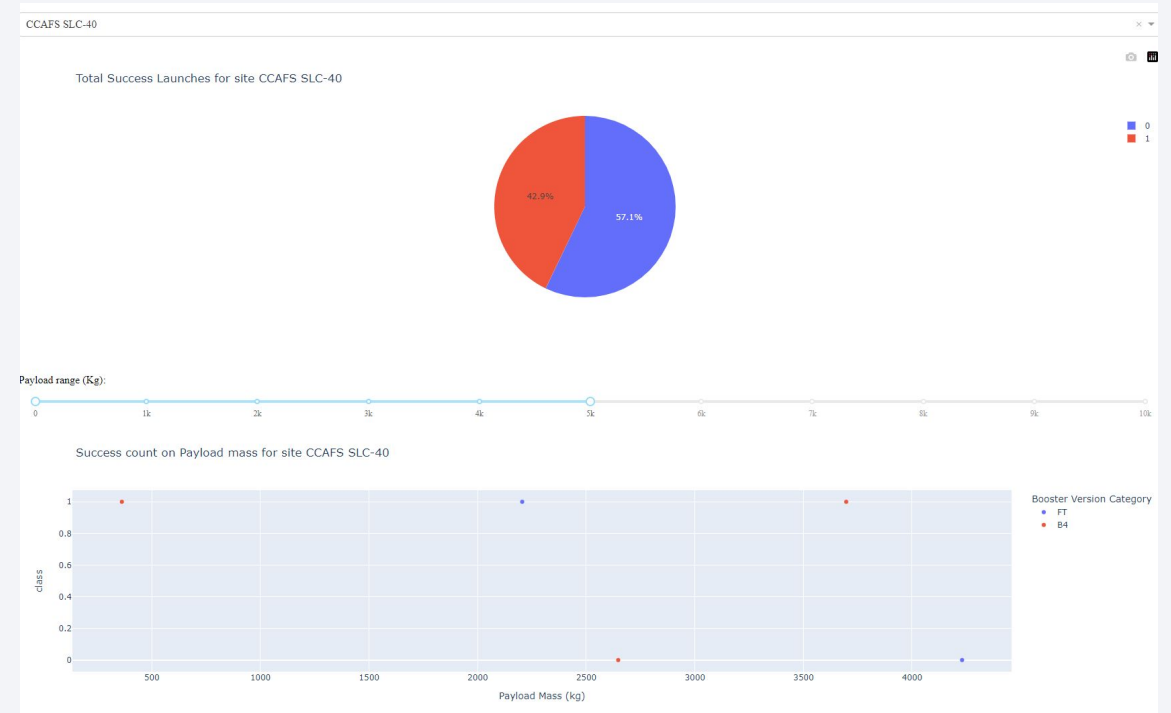 CCAFS SLC-40 ×
Total Success Launches for site CCAFS SLC-40
0
1
42.9%
57.1%
Payload range (Kg):
0 1k 2k 3k 4k 5k 6k 7k 8k 9k 10k
Success count on Payload mass for site CCAFS SLC-40
Booster Version Category
FT
B4
1
0.8
0.6
0.4
0.2
0
class
500 1000 1500 2000 2500 3000 3500 4000
Payload Mass (kg)